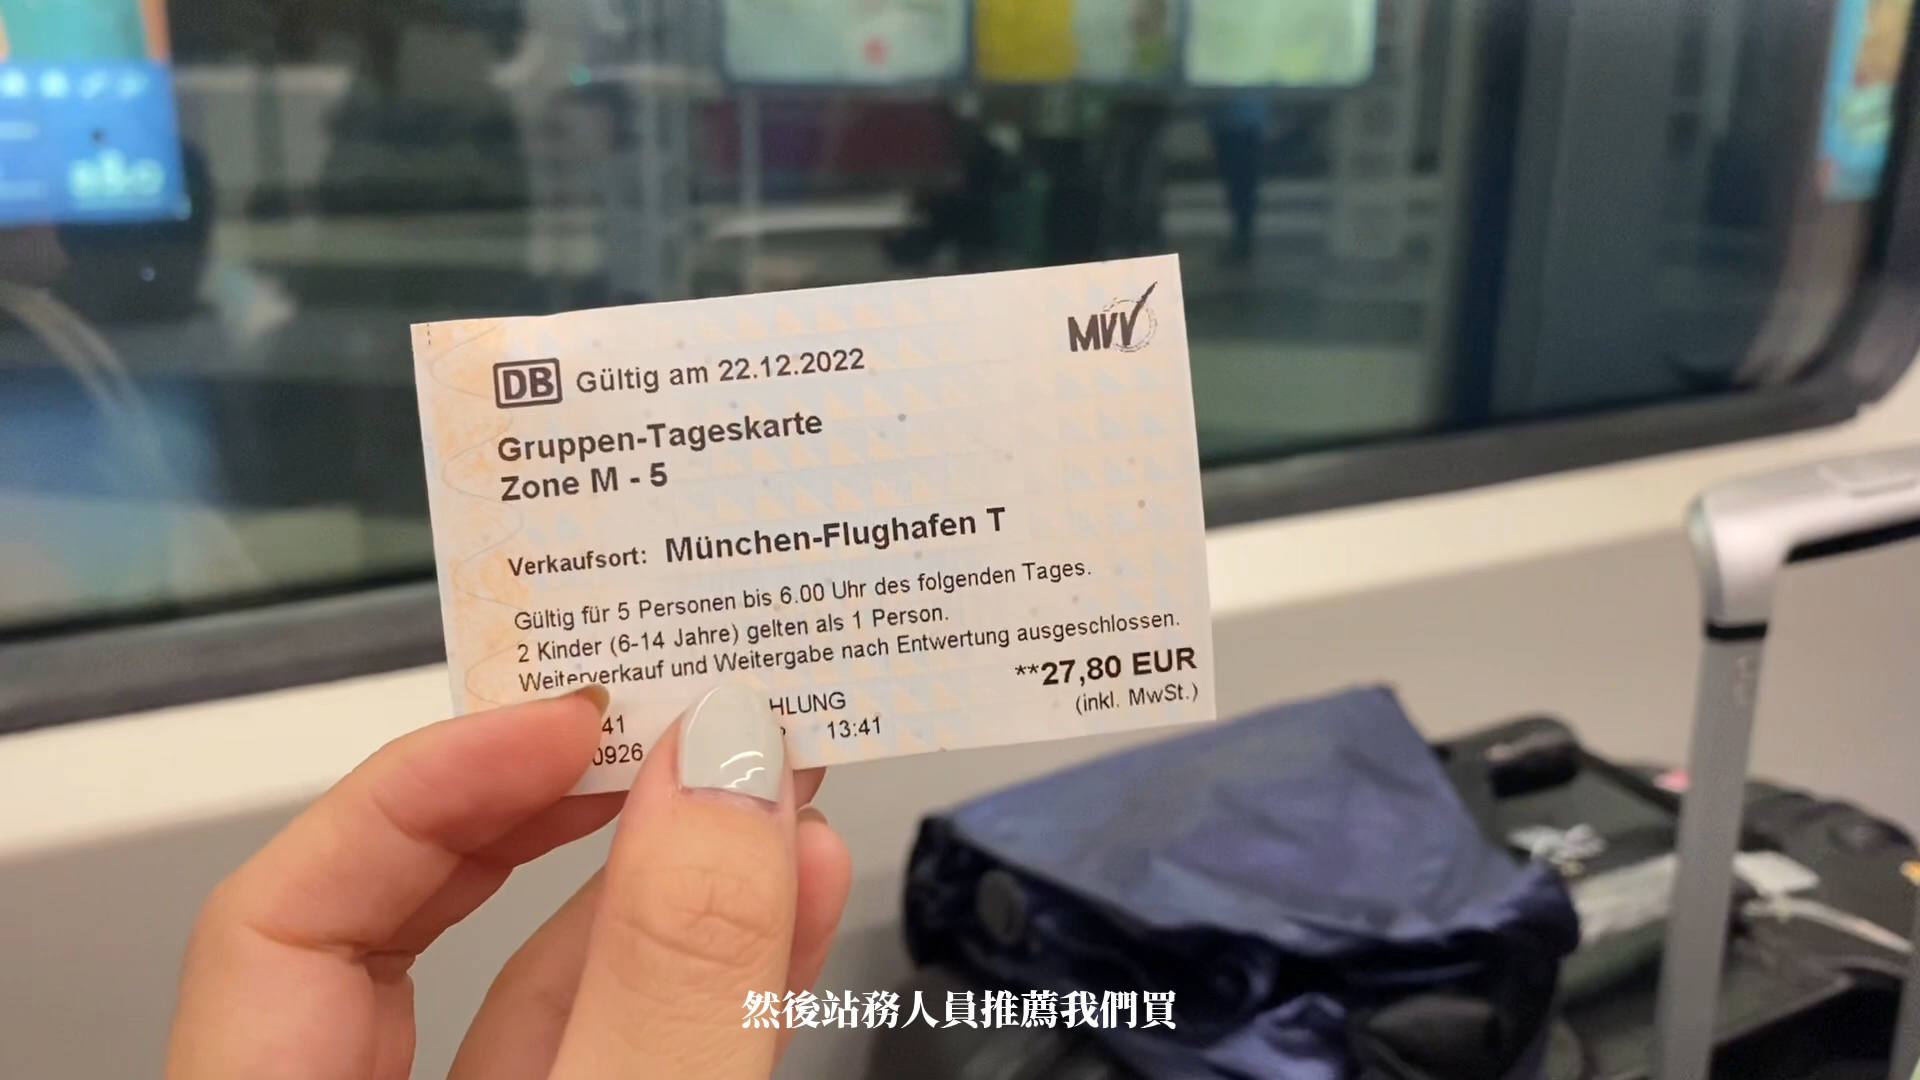 DB Gültig am 22.12.2022
MVV
Gruppen-Tageskarte
Zone M - 5
Verkaufsort: München-Flughafen T
Gültig für 5 Personen bis 6.00 Uhr des folgenden Tages.
2 Kinder (6-14 Jahre) gelten als 1 Person.
Weiterverkauf und Weitergabe nach Entwertung ausgeschlossen.
**27,80 EUR
(inkl. MwSt.)
41
HLUNG
0926
13:41
然後站務人員推薦我們買